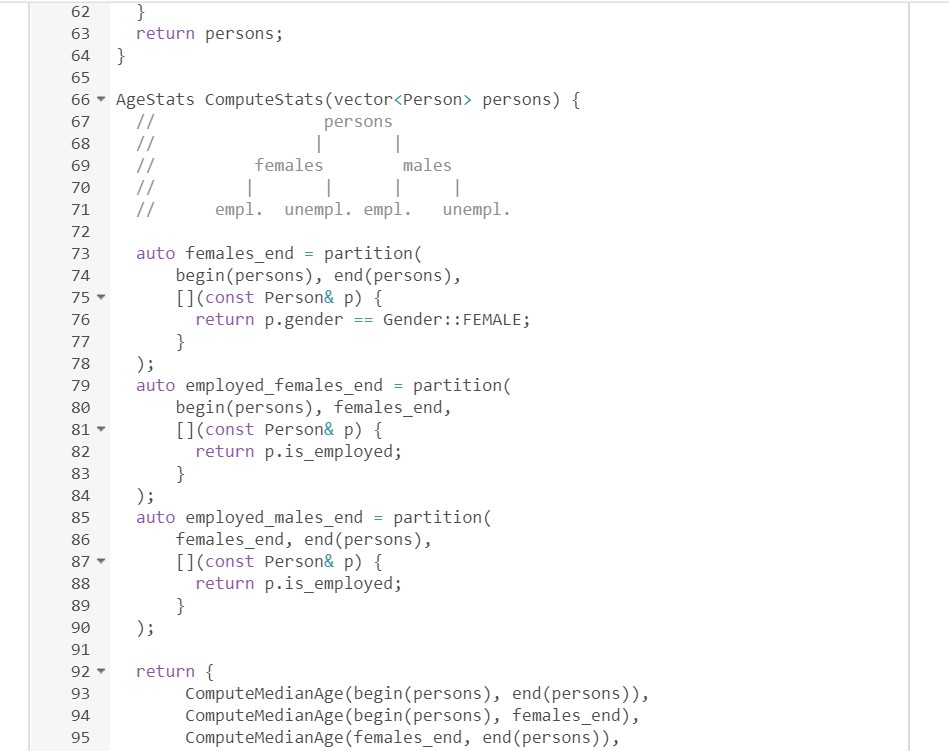 62   }
63   return persons;
64 }
65
66 AgeStats ComputeStats(vector<Person> persons) {
67   //                 persons
68   //                |       |
69   //          females        males
70   //         |       |      |     |
71   //      empl.  unempl. empl.   unempl.
72
73   auto females_end = partition(
74       begin(persons), end(persons),
75       [](const Person& p) {
76         return p.gender == Gender::FEMALE;
77       }
78   );
79   auto employed_females_end = partition(
80       begin(persons), females_end,
81       [](const Person& p) {
82         return p.is_employed;
83       }
84   );
85   auto employed_males_end = partition(
86       females_end, end(persons),
87       [](const Person& p) {
88         return p.is_employed;
89       }
90   );
91
92   return {
93        ComputeMedianAge(begin(persons), end(persons)),
94        ComputeMedianAge(begin(persons), females_end),
95        ComputeMedianAge(females_end, end(persons)),